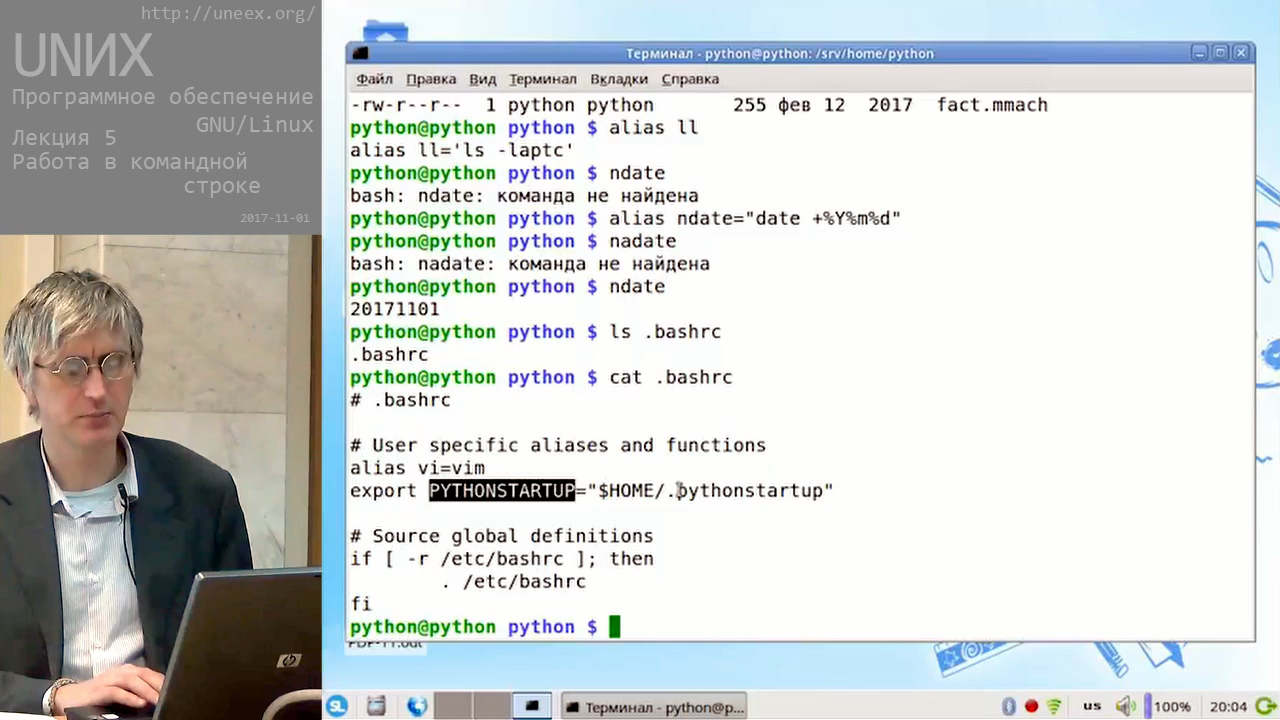 http://uneex.org/
UNИX
Программное обеспечение
GNU/Linux
Лекция 5
Работа в командной
строке
2017-11-01
Терминал - python@python: /srv/home/python
Файл Правка Вид Терминал Вкладки Справка
-rw-r--r-- 1 python python 255 фев 12 2017 fact.mmach
python@python python $ alias ll
alias ll='ls -laptc'
python@python python $ ndate
bash: ndate: команда не найдена
python@python python $ alias ndate="date +%Y%m%d"
python@python python $ nadate
bash: nadate: команда не найдена
python@python python $ ndate
20171101
python@python python $ ls .bashrc
.bashrc
python@python python $ cat .bashrc
# .bashrc
# User specific aliases and functions
alias vi=vim
export PYTHONSTARTUP="$HOME/.pythonstartup"
# Source global definitions
if [ -r /etc/bashrc ]; then
. /etc/bashrc
fi
python@python python $
PDP-11.odt
hp
SL
Терминал - python@p...
us
100%
20:04